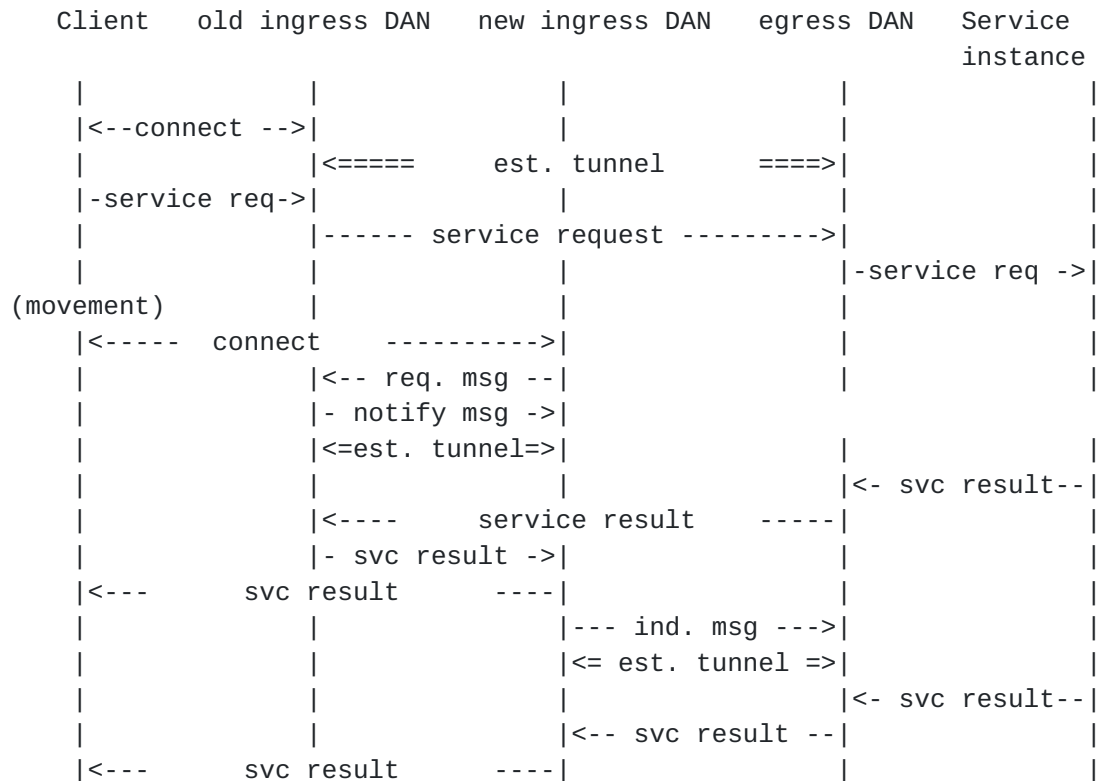 Client   old ingress DAN   new ingress DAN   egress DAN   Service
                                                          instance
    |              |               |                 |               |
    |<--connect -->|               |                 |               |
    |              |<=====     est. tunnel      ====>|               |
    |-service req->|               |                 |               |
    |              |------ service request --------->|               |
    |              |               |                 |-service req ->|
(movement)         |               |                 |               |
    |<-----  connect    ---------->|                 |               |
    |              |<-- req. msg --|                 |               |
    |              |- notify msg ->|
    |              |<=est. tunnel=>|                 |               |
    |              |               |                 |<- svc result--|
    |              |<----    service result    -----|               |
    |              |- svc result ->|                 |               |
    |<---      svc result      ----|                 |               |
    |              |               |--- ind. msg --->|               |
    |              |               |<= est. tunnel =>|               |
    |              |               |                 |<- svc result--|
    |              |               |<-- svc result --|               |
    |<---      svc result      ----|                 |               |